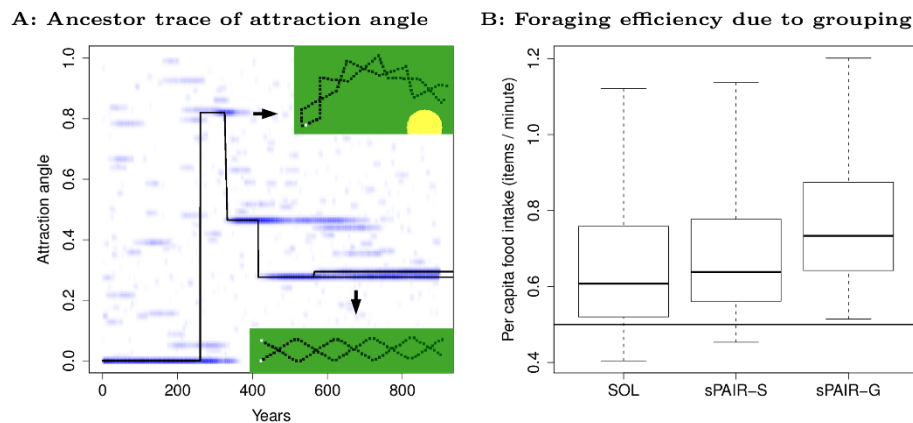 A: Ancestor trace of attraction angle
B: Foraging efficiency due to grouping
Attraction angle
1.0
0.8
0.6
0.4
0.2
0.0
0
200
400
600
800
Years
Per capita food intake (items / minute)
1.2
1.0
0.8
0.6
0.4
SOL
sPAIR−S
sPAIR−G